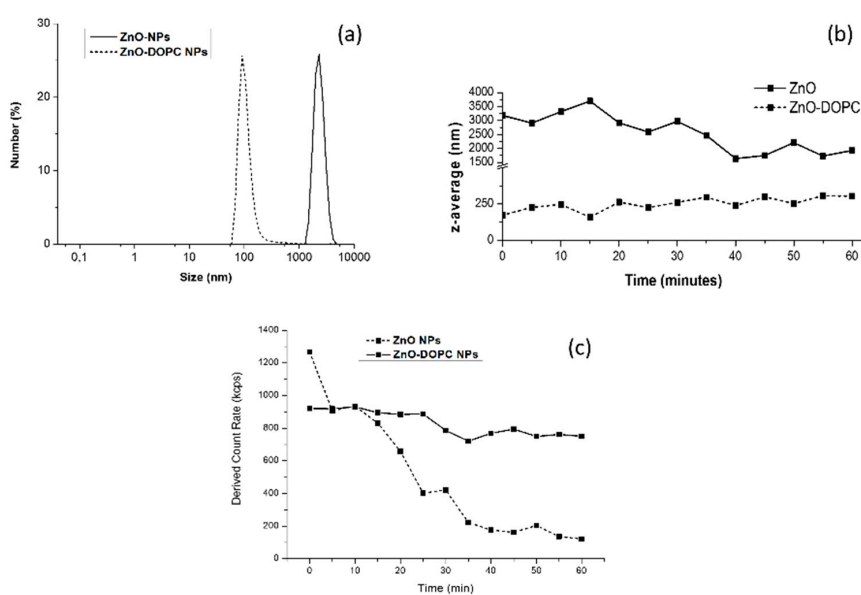 (a)
ZnO-NPs
ZnO-DOPC NPs
30
20
10
0
Number (%)
0,1
1
10
100
1000
10000
Size (nm)
(b)
ZnO
ZnO-DOPC
4000
3500
3000
2500
2000
1500
250
0
z-average (nm)
0
10
20
30
40
50
60
Time (minutes)
(c)
ZnO NPs
ZnO-DOPC NPs
1400
1200
1000
800
600
400
200
0
Derived Count Rate (kcps)
0
10
20
30
40
50
60
Time (min)